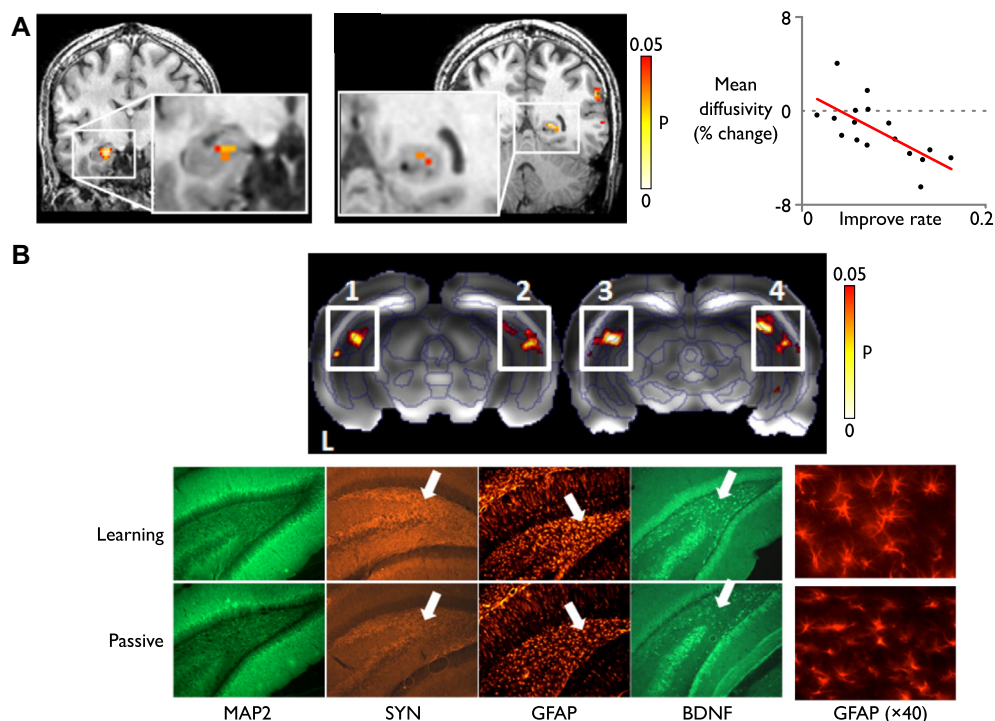 A
0.05
P
0
8
Mean
diffusivity
(% change)
0
-8
0
Improve rate
0.2
B
1
2
3
4
L
0.05
P
0
Learning
Passive
MAP2
SYN
GFAP
BDNF
GFAP (×40)